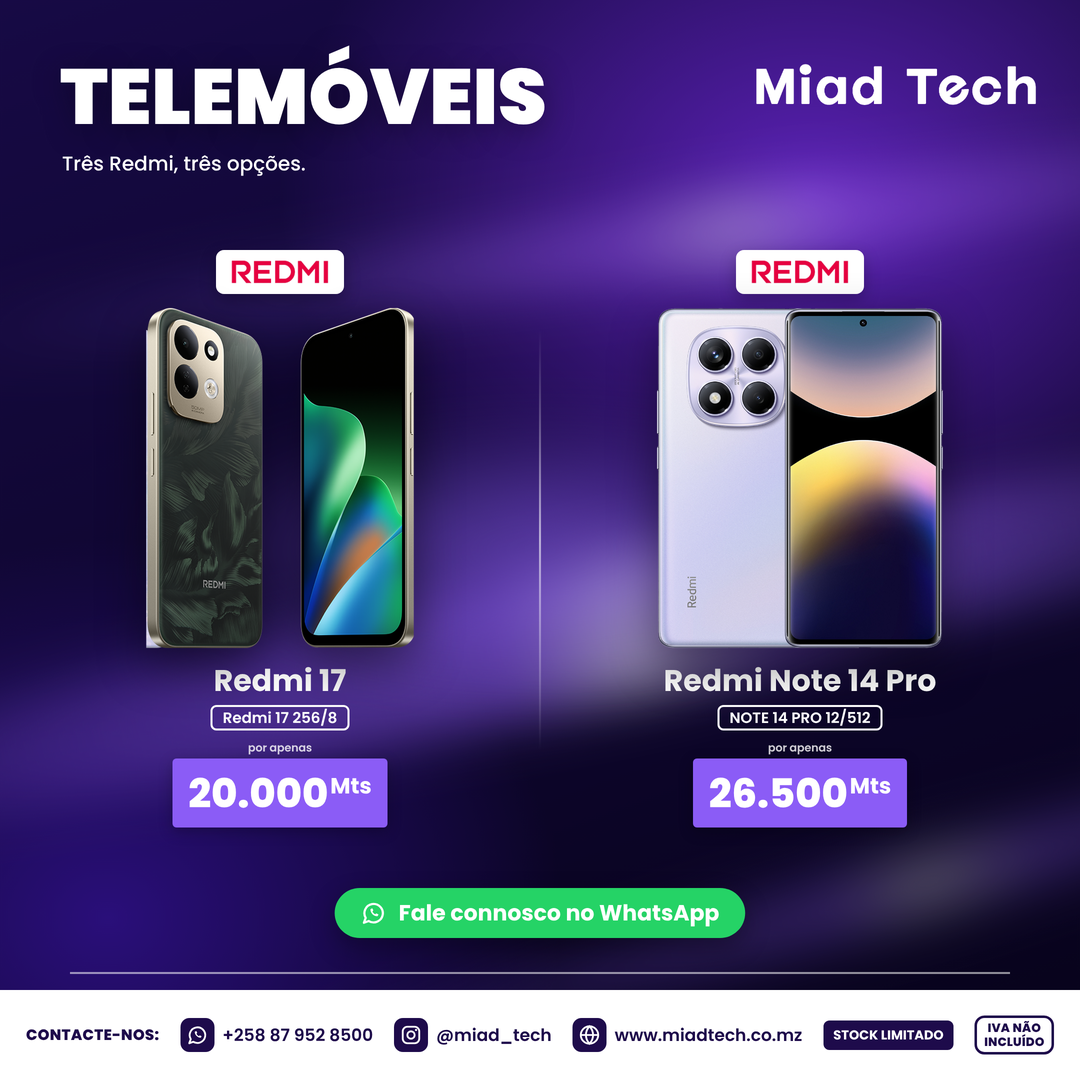 TELEMÓVEIS
Miad Tech
Três Redmi, três opções.
REDMI
REDMI
REDMI
Redmi
Redmi 17
Redmi 17 256/8
por apenas
20.000Mts
Redmi Note 14 Pro
NOTE 14 PRO 12/512
por apenas
26.500Mts
Fale connosco no WhatsApp
CONTACTE-NOS:
+258 87 952 8500
@miad_tech
www.miadtech.co.mz
STOCK LIMITADO
IVA NÃO
INCLUÍDO